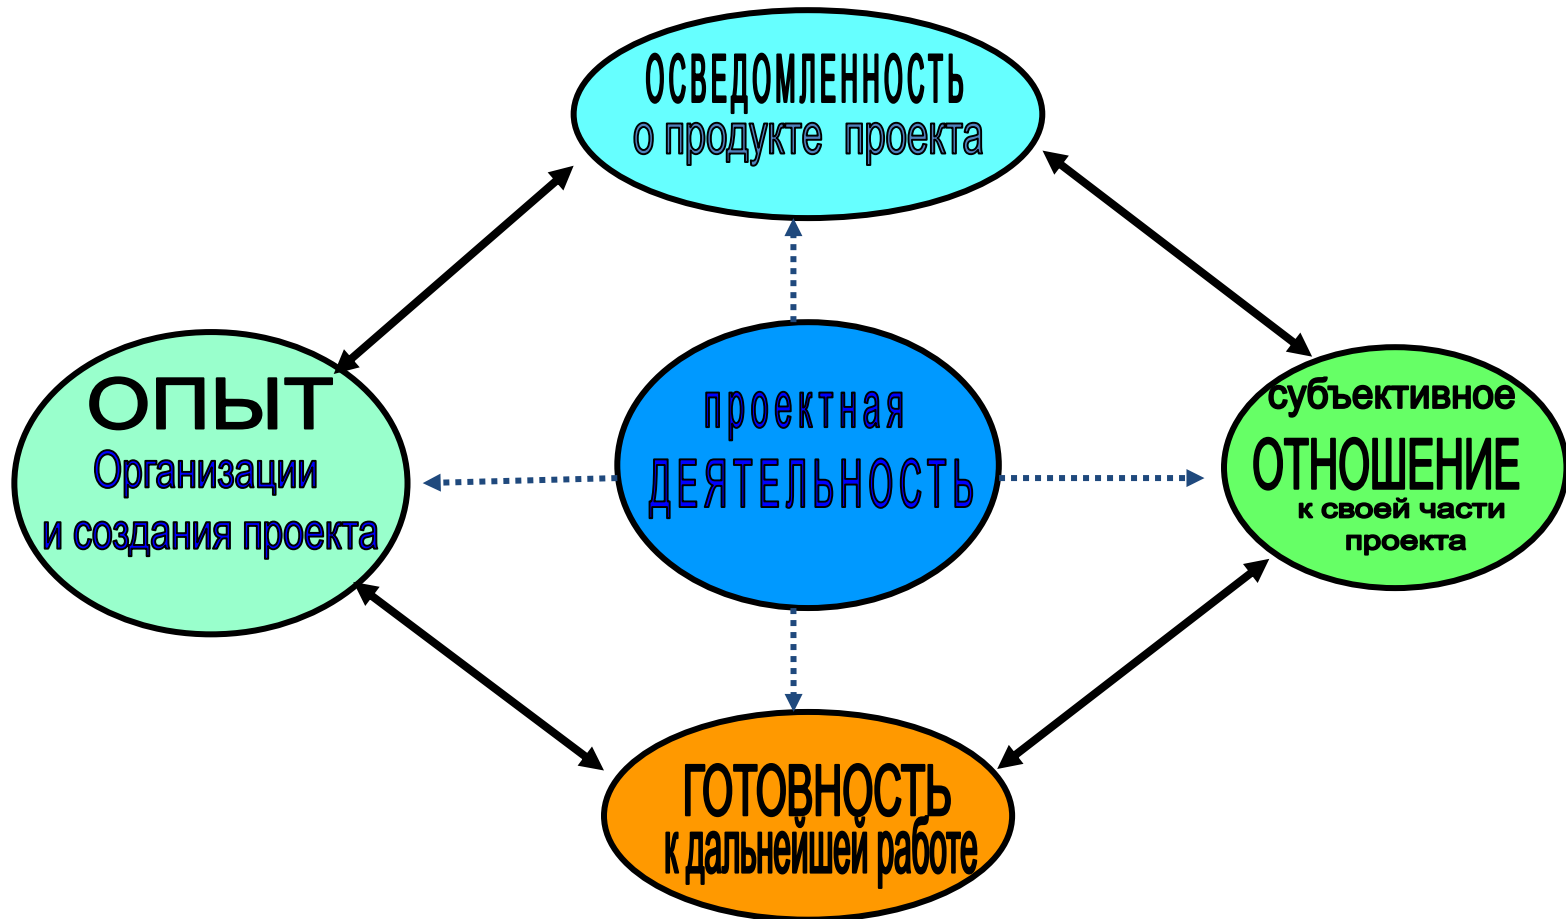 ОСВЕДОМЛЕННОСТЬ
о продукте проекта
ОПЫТ
Организации
и создания проекта
проектная
ДЕЯТЕЛЬНОСТЬ
субъективное
ОТНОШЕНИЕ
к своей части
проекта
ГОТОВНОСТЬ
к дальнейшей работе